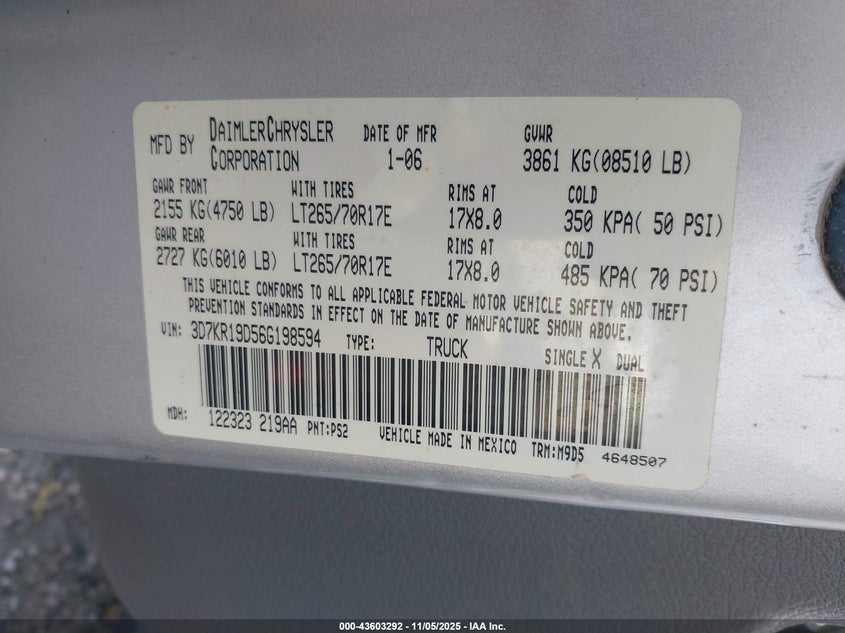 MFD BY DAIMLERCHRYSLER CORPORATION DATE OF MFR 1-06 GVWR 3861 KG(08510 LB)
GAWR FRONT WITH TIRES RIMS AT COLD
2155 KG(4750 LB) LT265/70R17E 17X8.0 350 KPA( 50 PSI)
GAWR REAR WITH TIRES RIMS AT COLD
2727 KG(6010 LB) LT265/70R17E 17X8.0 485 KPA( 70 PSI)
THIS VEHICLE CONFORMS TO ALL APPLICABLE FEDERAL MOTOR VEHICLE SAFETY AND THEFT
PREVENTION STANDARDS IN EFFECT ON THE DATE OF MANUFACTURE SHOWN ABOVE.
VIN: 3D7KR19D56G198594 TYPE: TRUCK SINGLE X DUAL
MDH: 122323 219AA PNT:PS2 VEHICLE MADE IN MEXICO TRM:M9D5 4648507
000-43603292 - 11/05/2025 - IAA Inc.